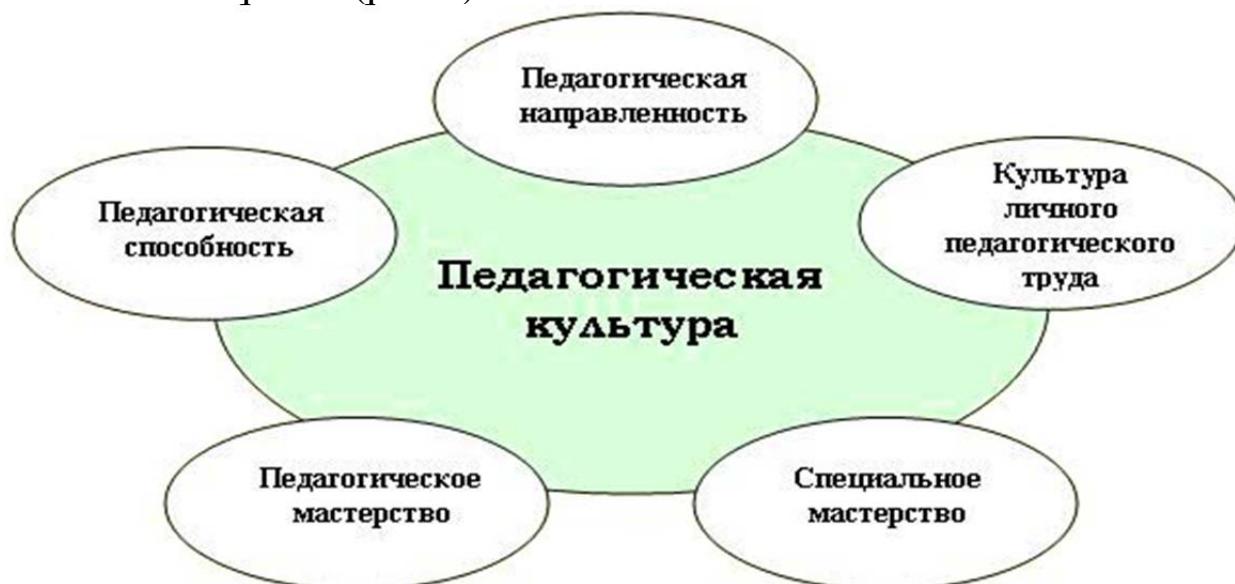 Педагогическая
направленность
Культура
личного
педагогического
труда
Педагогическая
способность
Педагогическая
культура
Педагогическое
мастерство
Специальное
мастерство